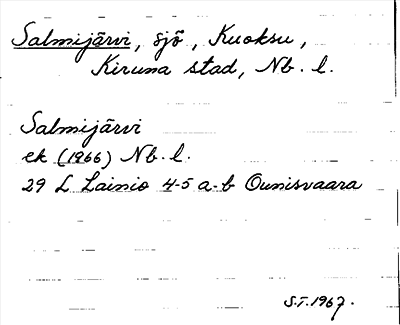 Salmijärvi, sjö, Kuoksu,
Kiruna stad, Nb. l.
Salmijärvi
ek (1966) Nb. l.
29 L Lainio 4-5 a-b Ounisvaara
S.T. 1967.